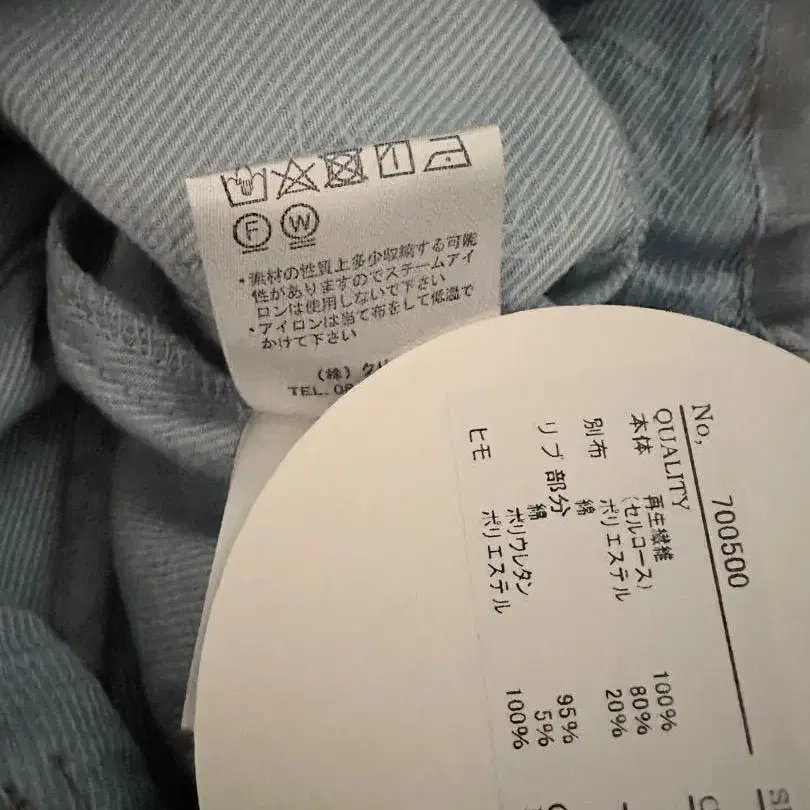 F W
・素材の性質上多少収縮する可能
性がありますのでスチームアイ
ロンは使用しないで下さい
・アイロンは当て布をして低温で
かけて下さい
（株）
TEL.
No, 700500
QUALITY
本体 再生繊維 100%
（セルロース）
別布 ポリエステル 80%
綿 20%
リブ部分 綿 95%
ポリウレタン 5%
ヒモ ポリエステル 100%